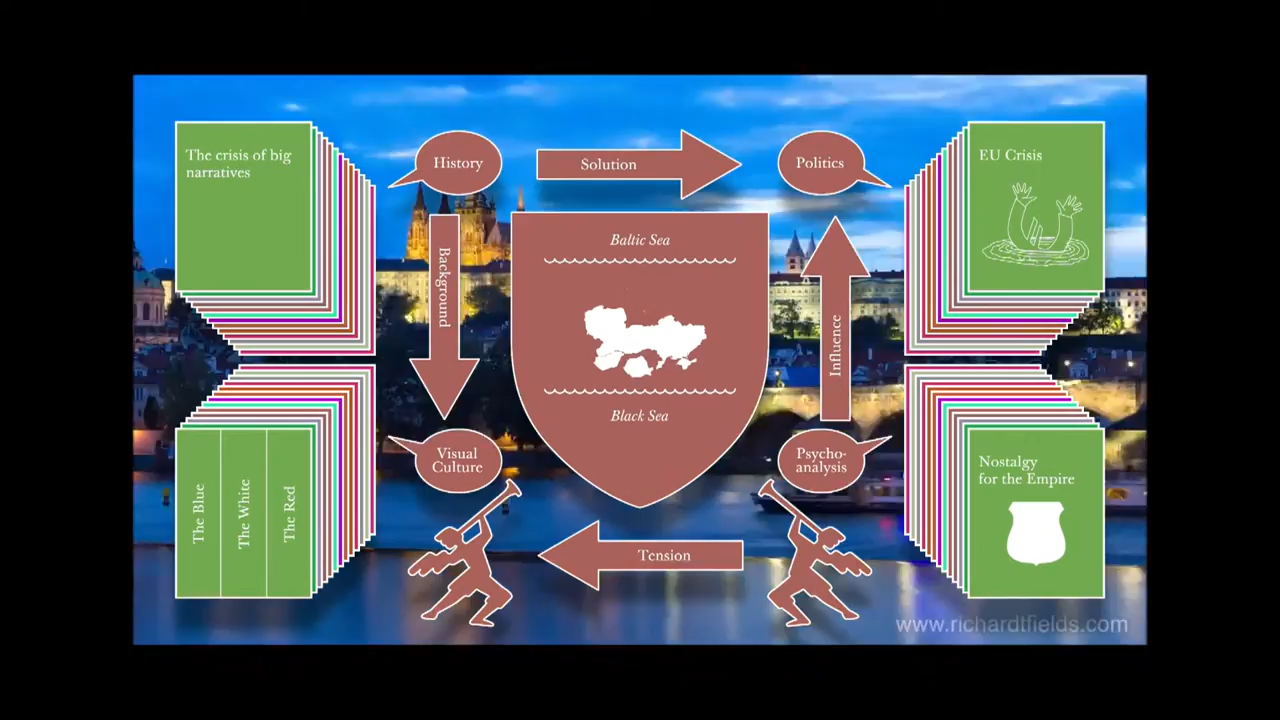 The crisis of big
narratives
History
Solution
Politics
EU Crisis
Baltic Sea
Background
Influence
Black Sea
Visual
Culture
Psycho-
analysis
The Blue
The White
The Red
Nostalgy
for the Empire
Tension
www.richardtfields.com